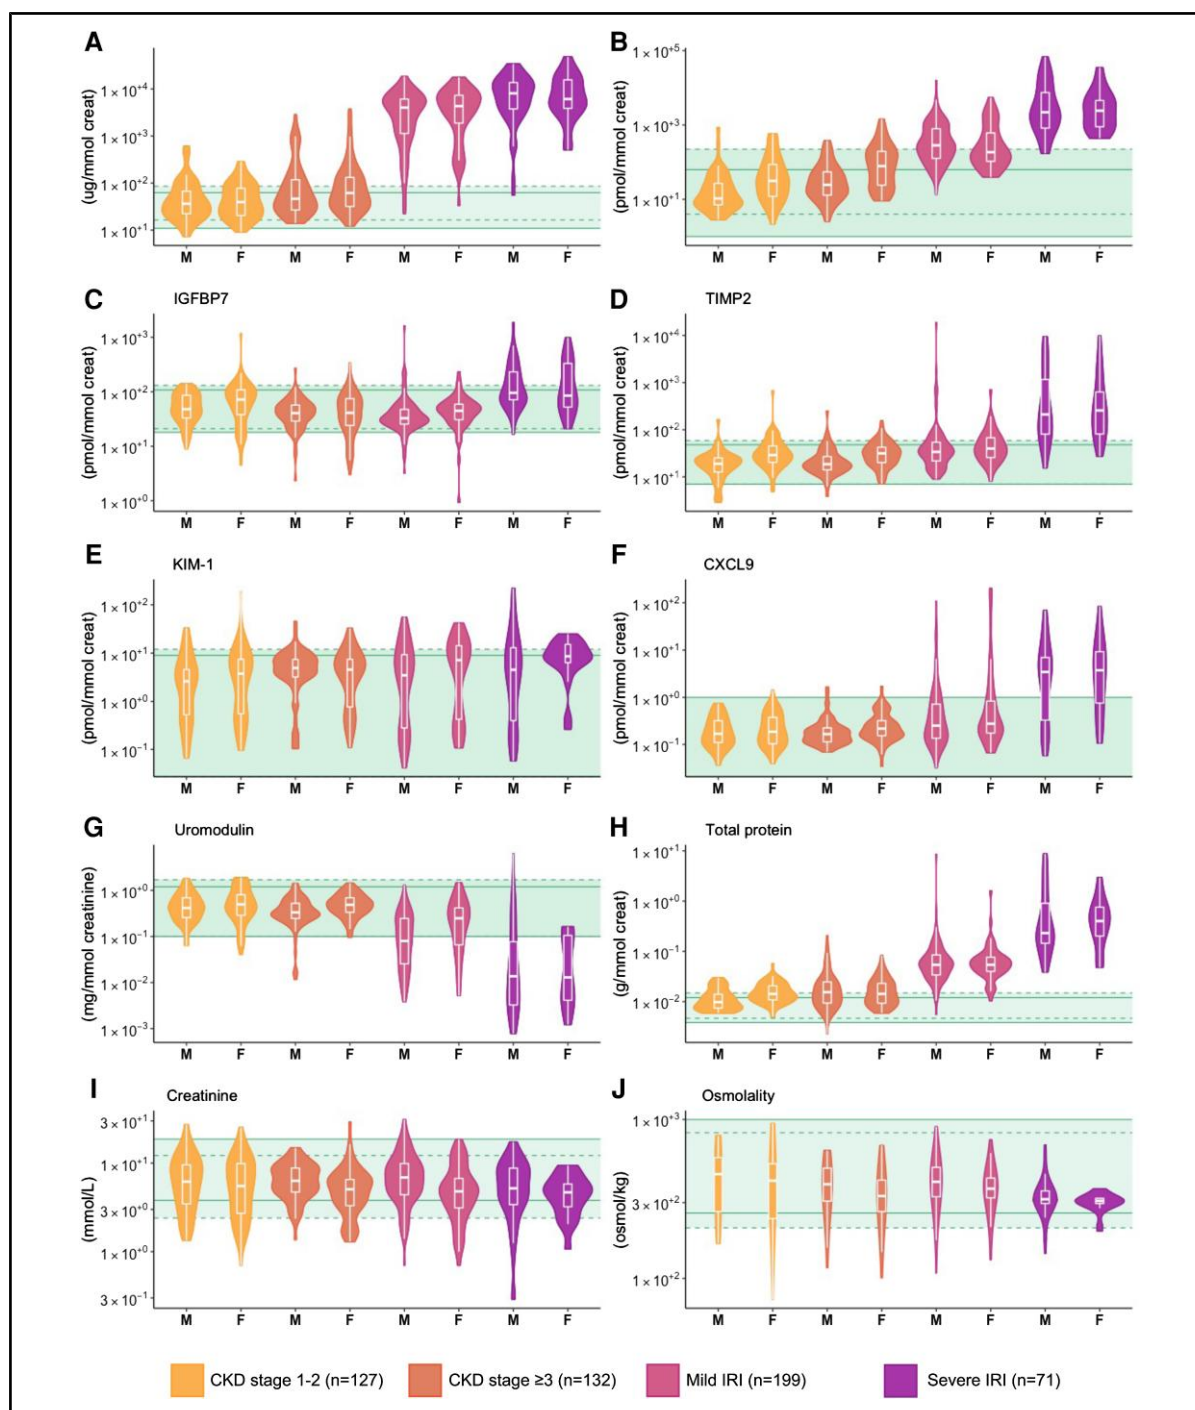 A
(ug/mmol creat)
1 × 10⁺⁴
1 × 10⁺³
1 × 10⁺²
1 × 10⁺¹
M F M F M F M F
B
(pmol/mmol creat)
1 × 10⁺⁵
1 × 10⁺³
1 × 10⁺¹
M F M F M F M F
C IGFBP7
(pmol/mmol creat)
1 × 10⁺³
1 × 10⁺²
1 × 10⁺¹
1 × 10⁺⁰
M F M F M F M F
D TIMP2
(pmol/mmol creat)
1 × 10⁺⁴
1 × 10⁺³
1 × 10⁺²
1 × 10⁺¹
M F M F M F M F
E KIM-1
(pmol/mmol creat)
1 × 10⁺²
1 × 10⁺¹
1 × 10⁺⁰
1 × 10⁻¹
M F M F M F M F
F CXCL9
(pmol/mmol creat)
1 × 10⁺²
1 × 10⁺¹
1 × 10⁺⁰
1 × 10⁻¹
M F M F M F M F
G Uromodulin
(mg/mmol creatinine)
1 × 10⁺⁰
1 × 10⁻¹
1 × 10⁻²
1 × 10⁻³
M F M F M F M F
H Total protein
(g/mmol creat)
1 × 10⁺¹
1 × 10⁺⁰
1 × 10⁻¹
1 × 10⁻²
M F M F M F M F
I Creatinine
(mmol/L)
3 × 10⁺¹
1 × 10⁺¹
3 × 10⁺⁰
1 × 10⁺⁰
3 × 10⁻¹
M F M F M F M F
J Osmolality
(osmol/kg)
1 × 10⁺³
3 × 10⁺²
1 × 10⁺²
M F M F M F M F
CKD stage 1-2 (n=127) CKD stage ≥3 (n=132) Mild IRI (n=199) Severe IRI (n=71)